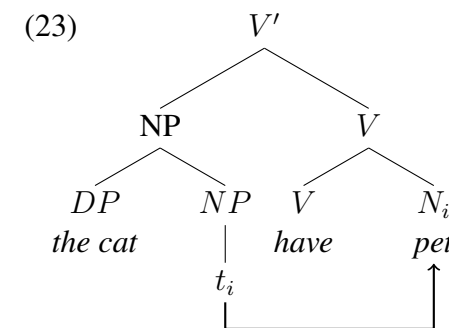 (23) V′
NP V
DP NP V N_i
the cat have pet
t_i